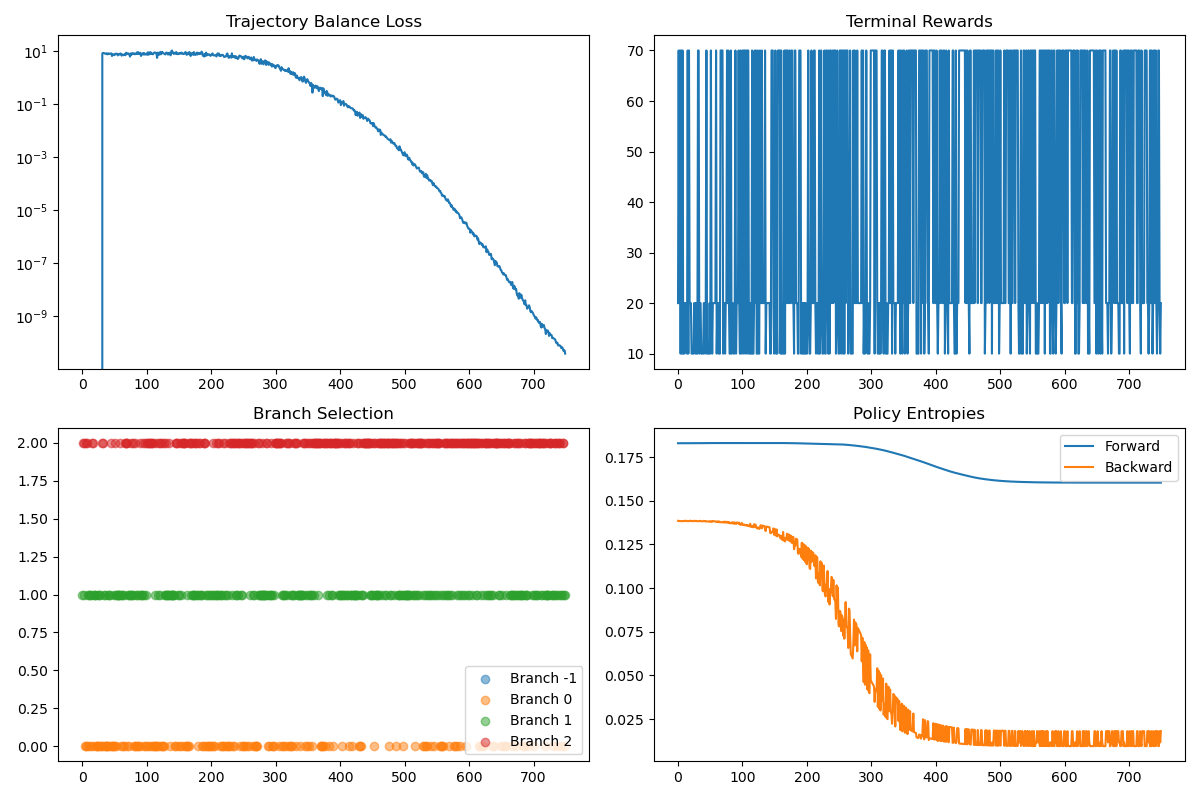 Trajectory Balance Loss
10¹
10⁻¹
10⁻³
10⁻⁵
10⁻⁷
10⁻⁹
0 100 200 300 400 500 600 700
Terminal Rewards
70
60
50
40
30
20
10
0 100 200 300 400 500 600 700
Branch Selection
2.00
1.75
1.50
1.25
1.00
0.75
0.50
0.25
0.00
Branch -1
Branch 0
Branch 1
Branch 2
0 100 200 300 400 500 600 700
Policy Entropies
Forward
Backward
0.175
0.150
0.125
0.100
0.075
0.050
0.025
0 100 200 300 400 500 600 700